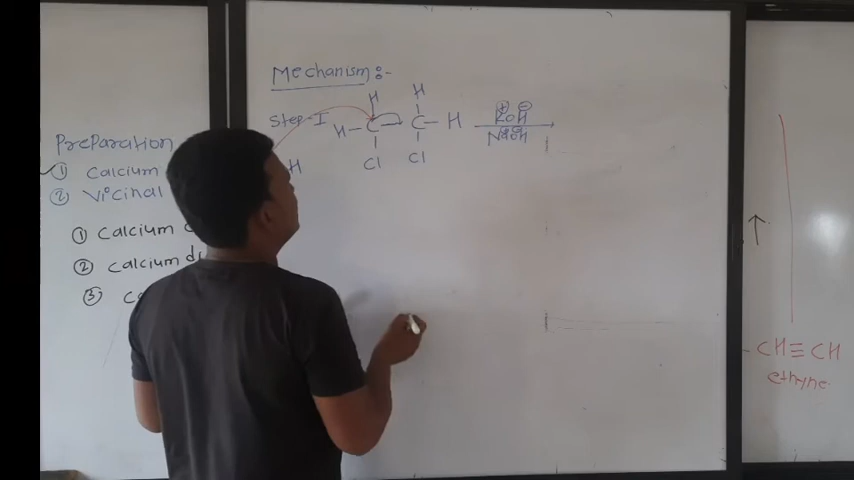 Mechanism:-
Preparation
① Calcium
② Vicinal
① Calcium
② Calcium
③
Step-I
H H
H - C - C - H
Cl Cl
H
⊕ ⊖
KOH
⊕ ⊖
NaOH
CH≡CH
ethyne